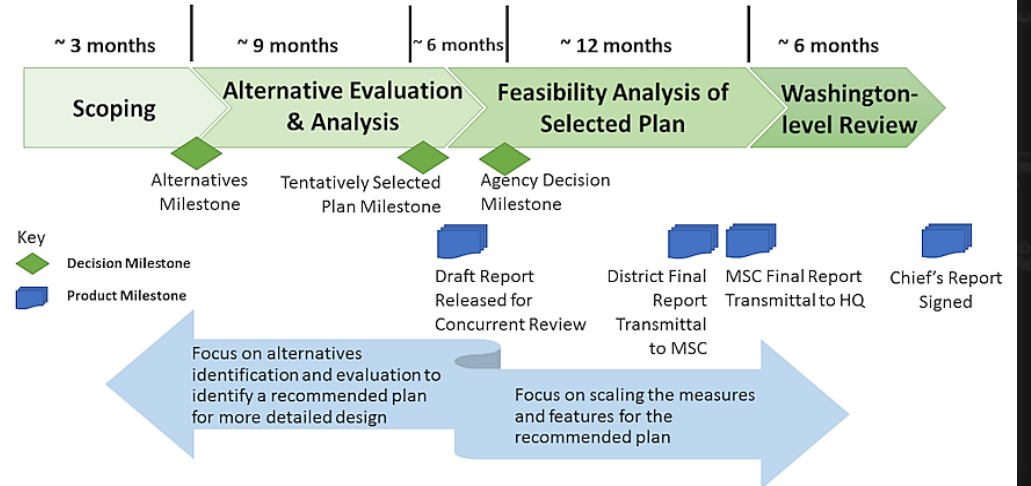 ~ 3 months
~ 9 months
~ 6 months
~ 12 months
~ 6 months
Scoping
Alternative Evaluation
& Analysis
Feasibility Analysis of
Selected Plan
Washington-
level Review
Alternatives
Milestone
Tentatively Selected
Plan Milestone
Agency Decision
Milestone
Key
Decision Milestone
Product Milestone
Draft Report
Released for
Concurrent Review
District Final
Report
Transmittal
to MSC
MSC Final Report
Transmittal to HQ
Chief's Report
Signed
Focus on alternatives
identification and evaluation to
identify a recommended plan
for more detailed design
Focus on scaling the measures
and features for the
recommended plan